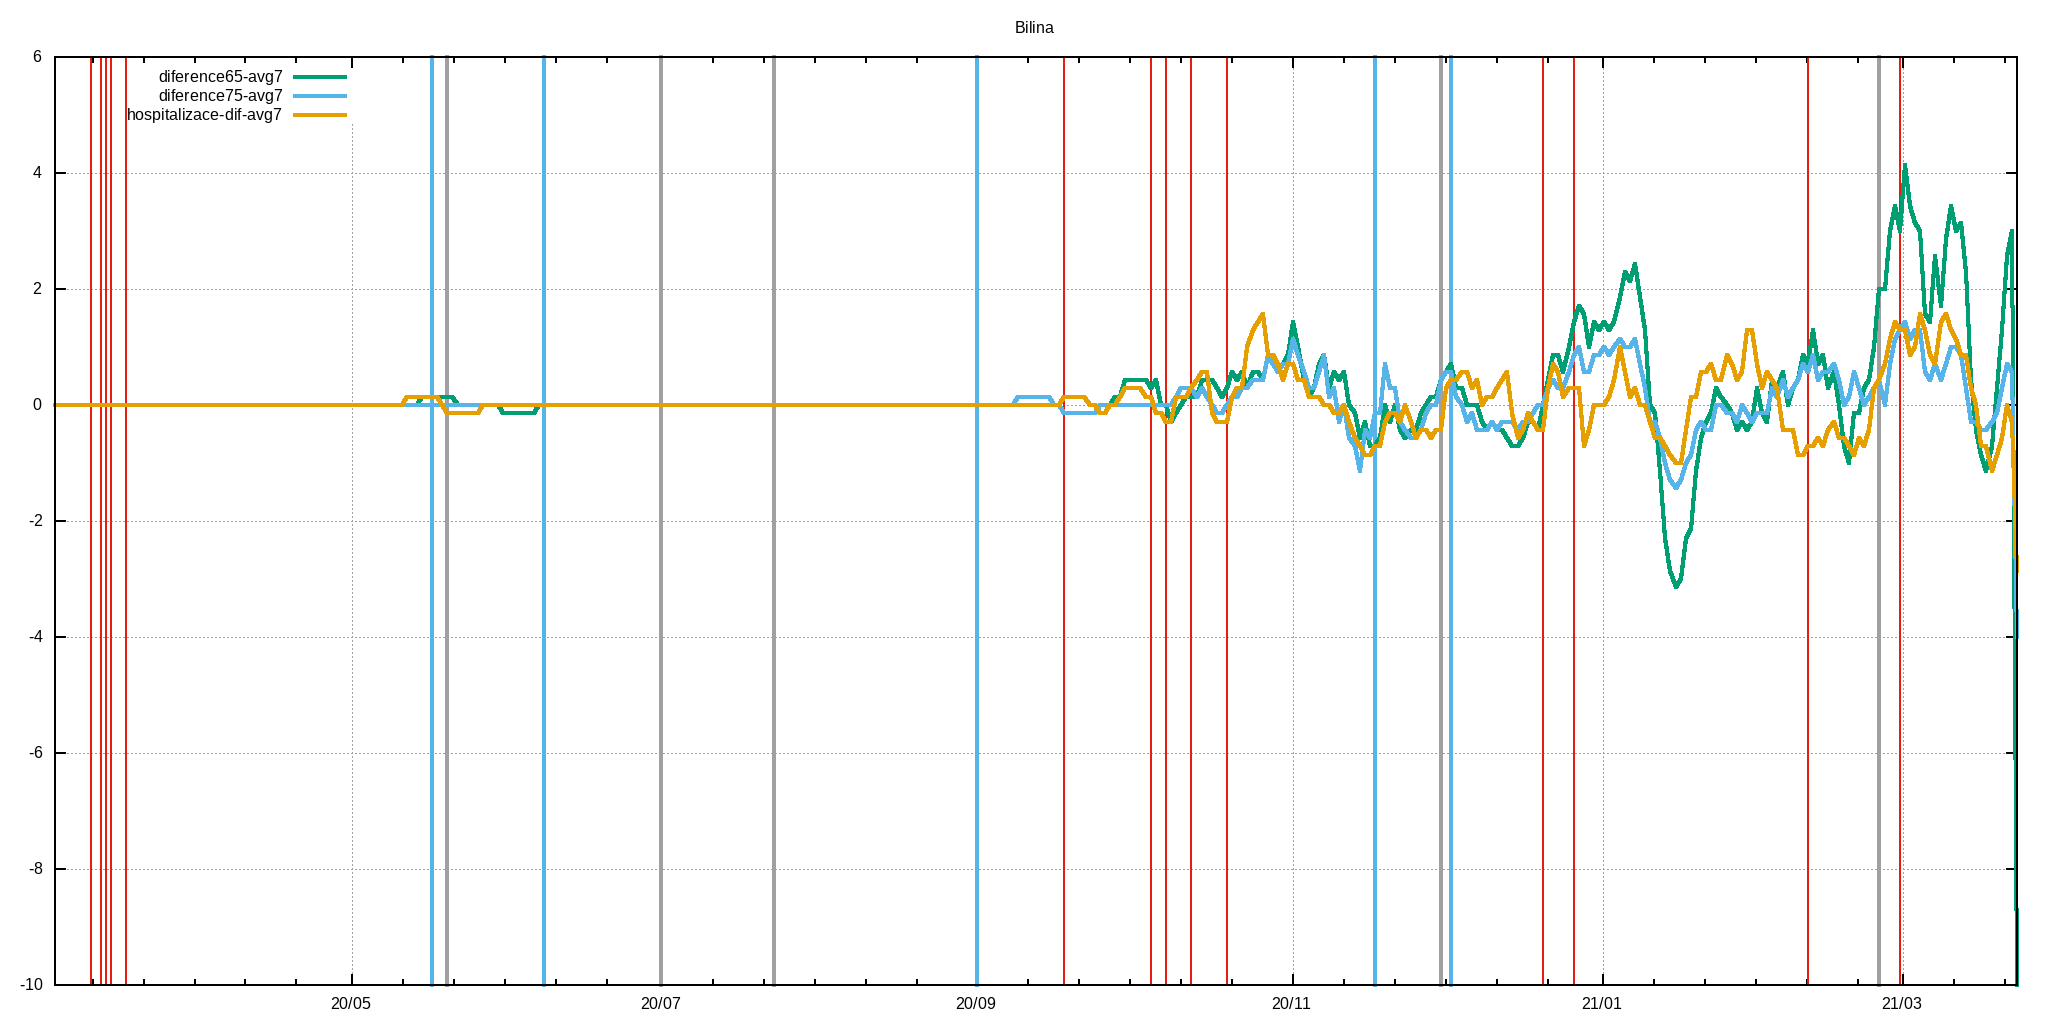 Bilina
6
diference65-avg7
diference75-avg7
hospitalizace-dif-avg7
4
2
0
-2
-4
-6
-8
-10
20/05 20/07 20/09 20/11 21/01 21/03